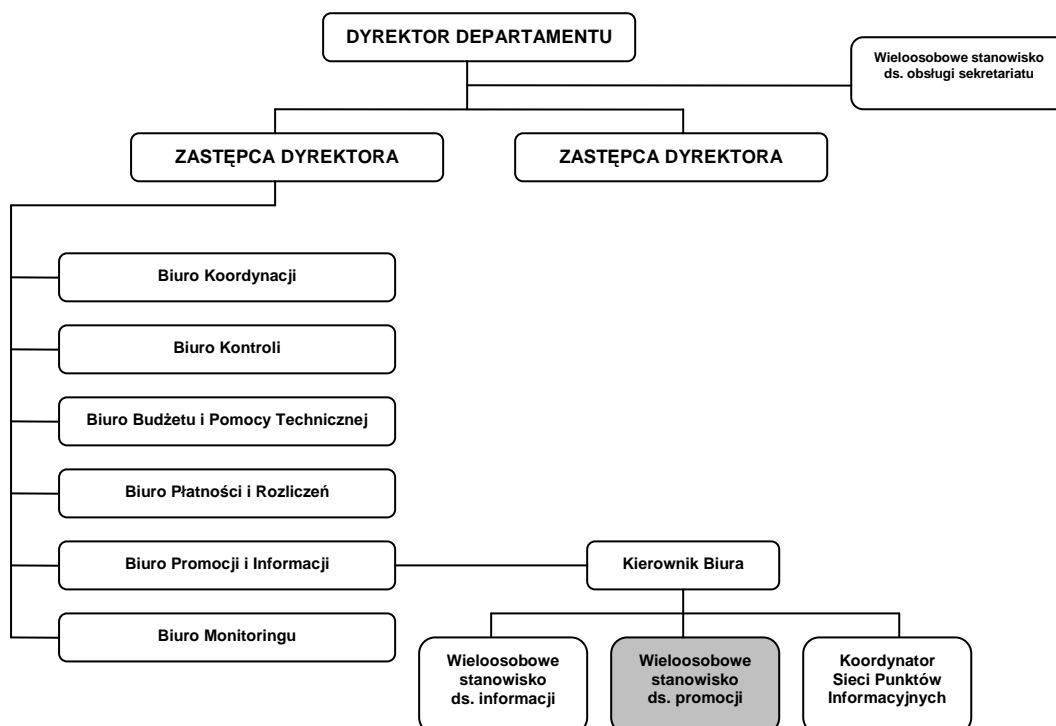 DYREKTOR DEPARTAMENTU
Wieloosobowe stanowisko
ds. obsługi sekretariatu
ZASTĘPCA DYREKTORA
ZASTĘPCA DYREKTORA
Biuro Koordynacji
Biuro Kontroli
Biuro Budżetu i Pomocy Technicznej
Biuro Płatności i Rozliczeń
Biuro Promocji i Informacji
Kierownik Biura
Biuro Monitoringu
Wieloosobowe
stanowisko
ds. informacji
Wieloosobowe
stanowisko
ds. promocji
Koordynator
Sieci Punktów
Informacyjnych